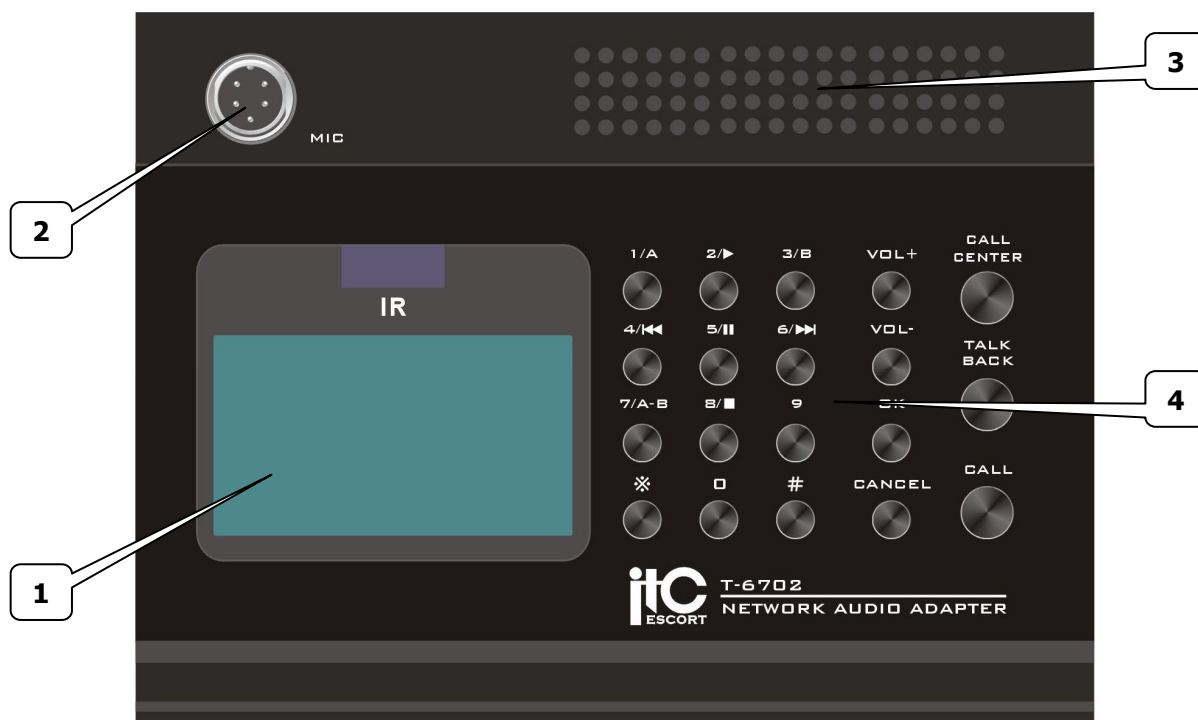 3
MIC
2
IR
CALL
CENTER
1/A 2/▶ 3/B VOL+
4/⏮ 5/⏸ 6/⏭ VOL-
TALK
BACK
7/A-B 8/■ 9 OK
4
※ 0 # CANCEL
CALL
1
itC
ESCORT
T-6702
NETWORK AUDIO ADAPTER